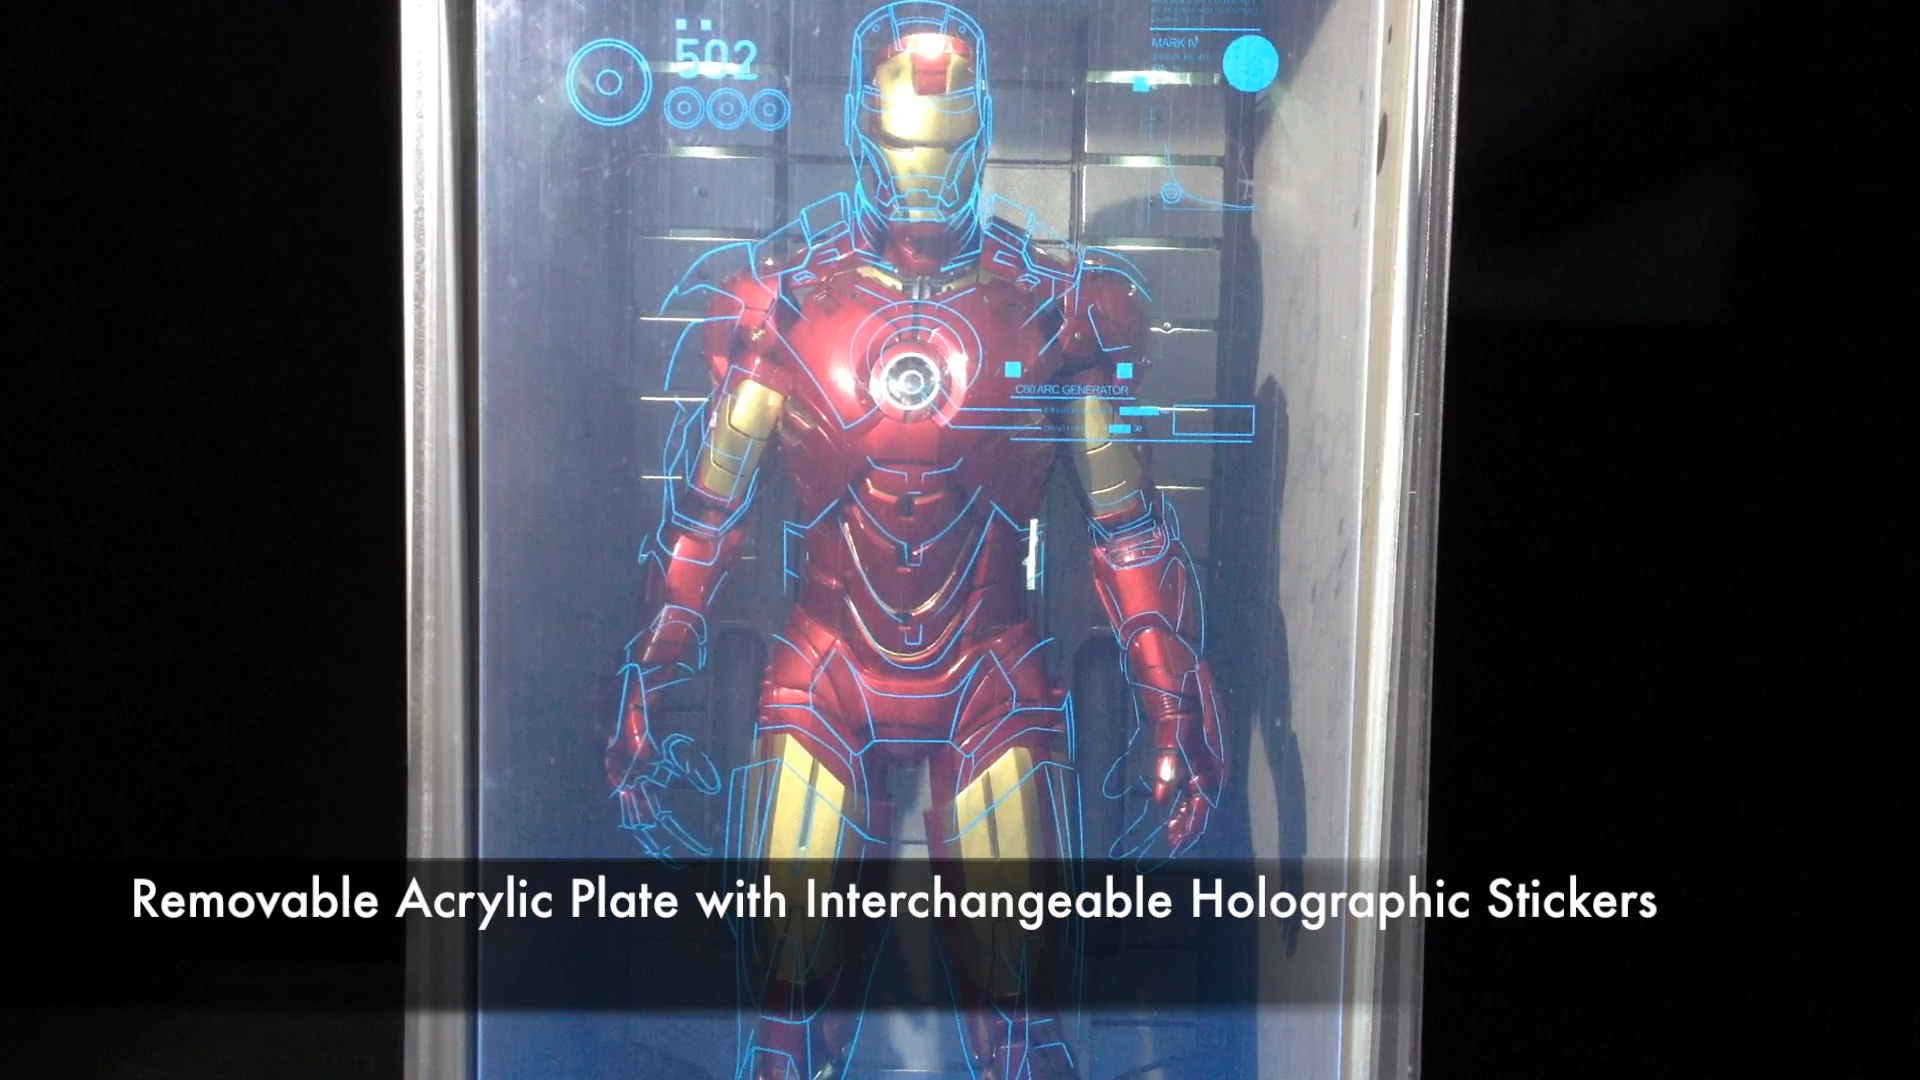 502
MARK IV
C60 ARC GENERATOR
Removable Acrylic Plate with Interchangeable Holographic Stickers